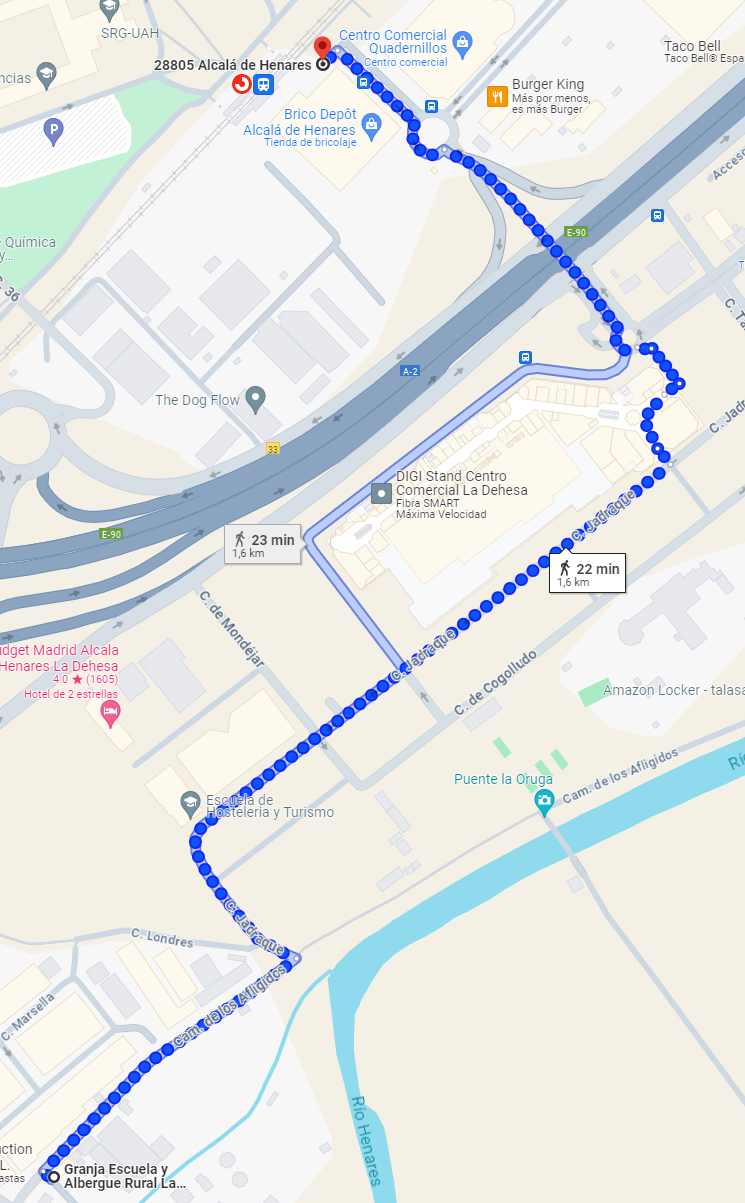 SRG-UAH
Centro Comercial
Quadernillos
Centro comercial
Taco Bell
Taco Bell® Espa
28805 Alcalá de Henares
ncias
P
Burger King
Más por menos,
es más Burger
Brico Depôt
Alcalá de Henares
Tienda de bricolaje
Acceso
E-90
Química
y...
C. 36
A-2
The Dog Flow
C. Jadr
33
DIGI Stand Centro
Comercial La Dehesa
Fibra SMART
Máxima Velocidad
C. Jadraque
E-90
23 min
1,6 km
22 min
1,6 km
C. de Mondéjar
C. Jadraque
C. de Cogolludo
dget Madrid Alcala
Henares La Dehesa
4.0 ★ (1605)
Hotel de 2 estrellas
Amazon Locker - talasa
Puente la Oruga
Cam. de los Afligidos
Río
Escuela de
Hostelería y Turismo
C. Jadraque
C. Londres
Cam. de los Afligidos
C. Marsella
Río Henares
uction
L.
astas
Granja Escuela y
Albergue Rural La...